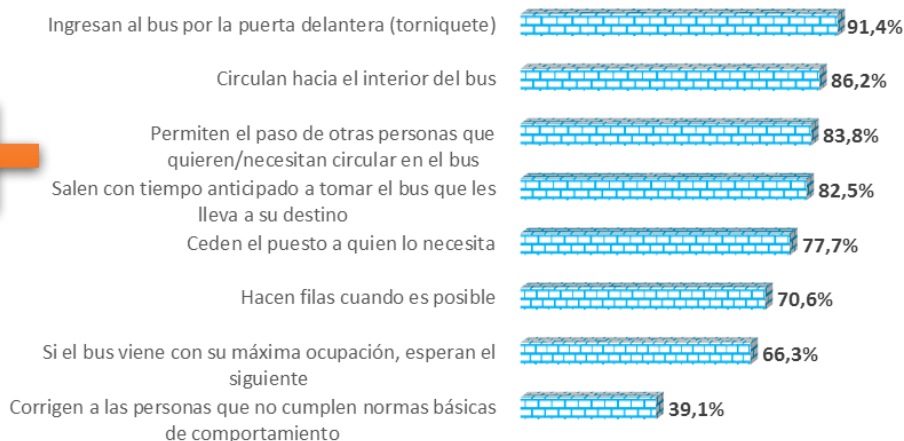 Ingresan al bus por la puerta delantera (torniquete)
91,4%
Circulan hacia el interior del bus
86,2%
Permiten el paso de otras personas que
quieren/necesitan circular en el bus
83,8%
Salen con tiempo anticipado a tomar el bus que les
lleva a su destino
82,5%
Ceden el puesto a quien lo necesita
77,7%
Hacen filas cuando es posible
70,6%
Si el bus viene con su máxima ocupación, esperan el
siguiente
66,3%
Corrigen a las personas que no cumplen normas básicas
de comportamiento
39,1%